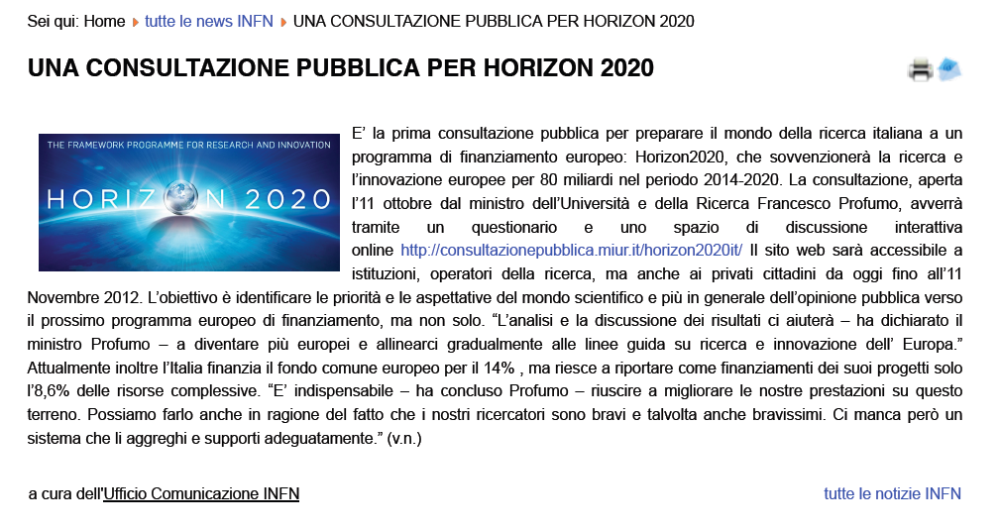 Sei qui: Home tutte le news INFN UNA CONSULTAZIONE PUBBLICA PER HORIZON 2020
UNA CONSULTAZIONE PUBBLICA PER HORIZON 2020
THE FRAMEWORK PROGRAMME FOR RESEARCH AND INNOVATION
HORIZON 2020
E’ la prima consultazione pubblica per preparare il mondo della ricerca italiana a un
programma di finanziamento europeo: Horizon2020, che sovvenzionerà la ricerca e
l’innovazione europee per 80 miliardi nel periodo 2014-2020. La consultazione, aperta
l’11 ottobre dal ministro dell’Università e della Ricerca Francesco Profumo, avverrà
tramite un questionario e uno spazio di discussione interattiva
online http://consultazionepubblica.miur.it/horizon2020it/ Il sito web sarà accessibile a
istituzioni, operatori della ricerca, ma anche ai privati cittadini da oggi fino all’11
Novembre 2012. L’obiettivo è identificare le priorità e le aspettative del mondo scientifico e più in generale dell’opinione pubblica verso
il prossimo programma europeo di finanziamento, ma non solo. “L’analisi e la discussione dei risultati ci aiuterà – ha dichiarato il
ministro Profumo – a diventare più europei e allinearci gradualmente alle linee guida su ricerca e innovazione dell’ Europa.”
Attualmente inoltre l’Italia finanzia il fondo comune europeo per il 14% , ma riesce a riportare come finanziamenti dei suoi progetti solo
l’8,6% delle risorse complessive. “E’ indispensabile – ha concluso Profumo – riuscire a migliorare le nostre prestazioni su questo
terreno. Possiamo farlo anche in ragione del fatto che i nostri ricercatori sono bravi e talvolta anche bravissimi. Ci manca però un
sistema che li aggreghi e supporti adeguatamente.” (v.n.)
a cura dell'Ufficio Comunicazione INFN
tutte le notizie INFN